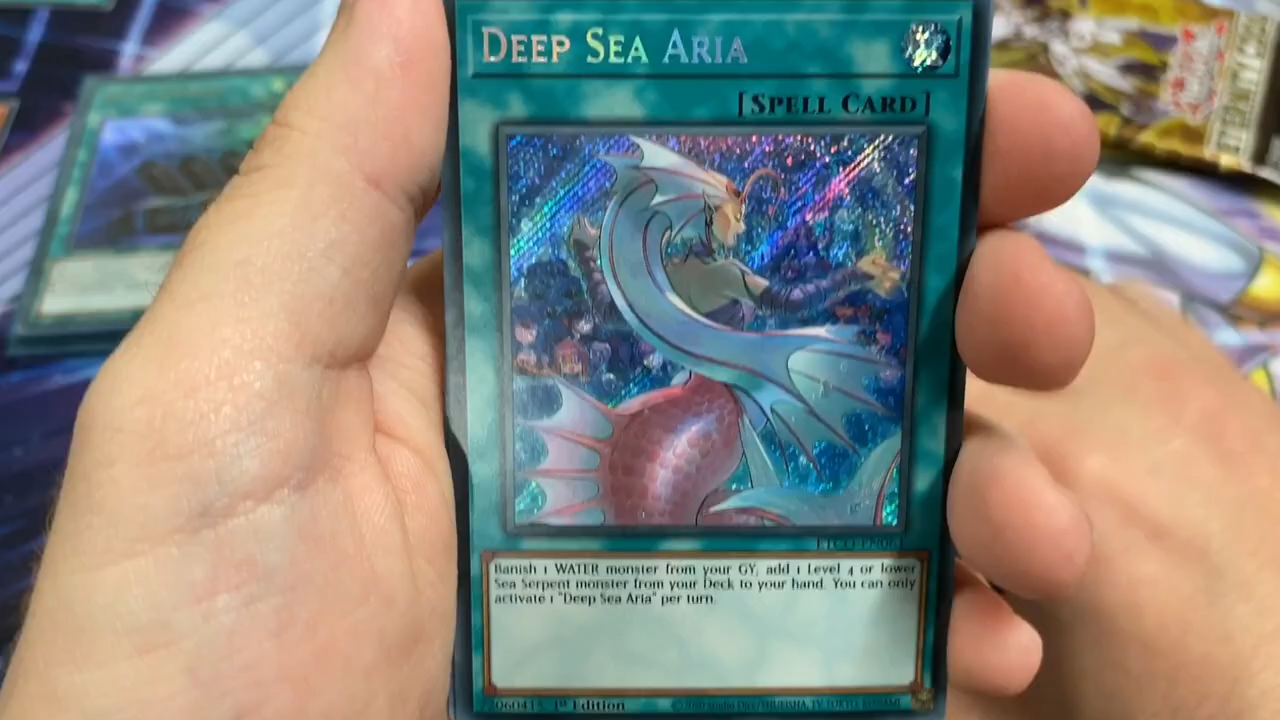 DEEP SEA ARIA
[SPELL CARD]
Banish 1 WATER monster from your GY; add 1 Level 4 or lower
Sea Serpent monster from your Deck to your hand. You can only
activate 1 "Deep Sea Aria" per turn.
1st Edition